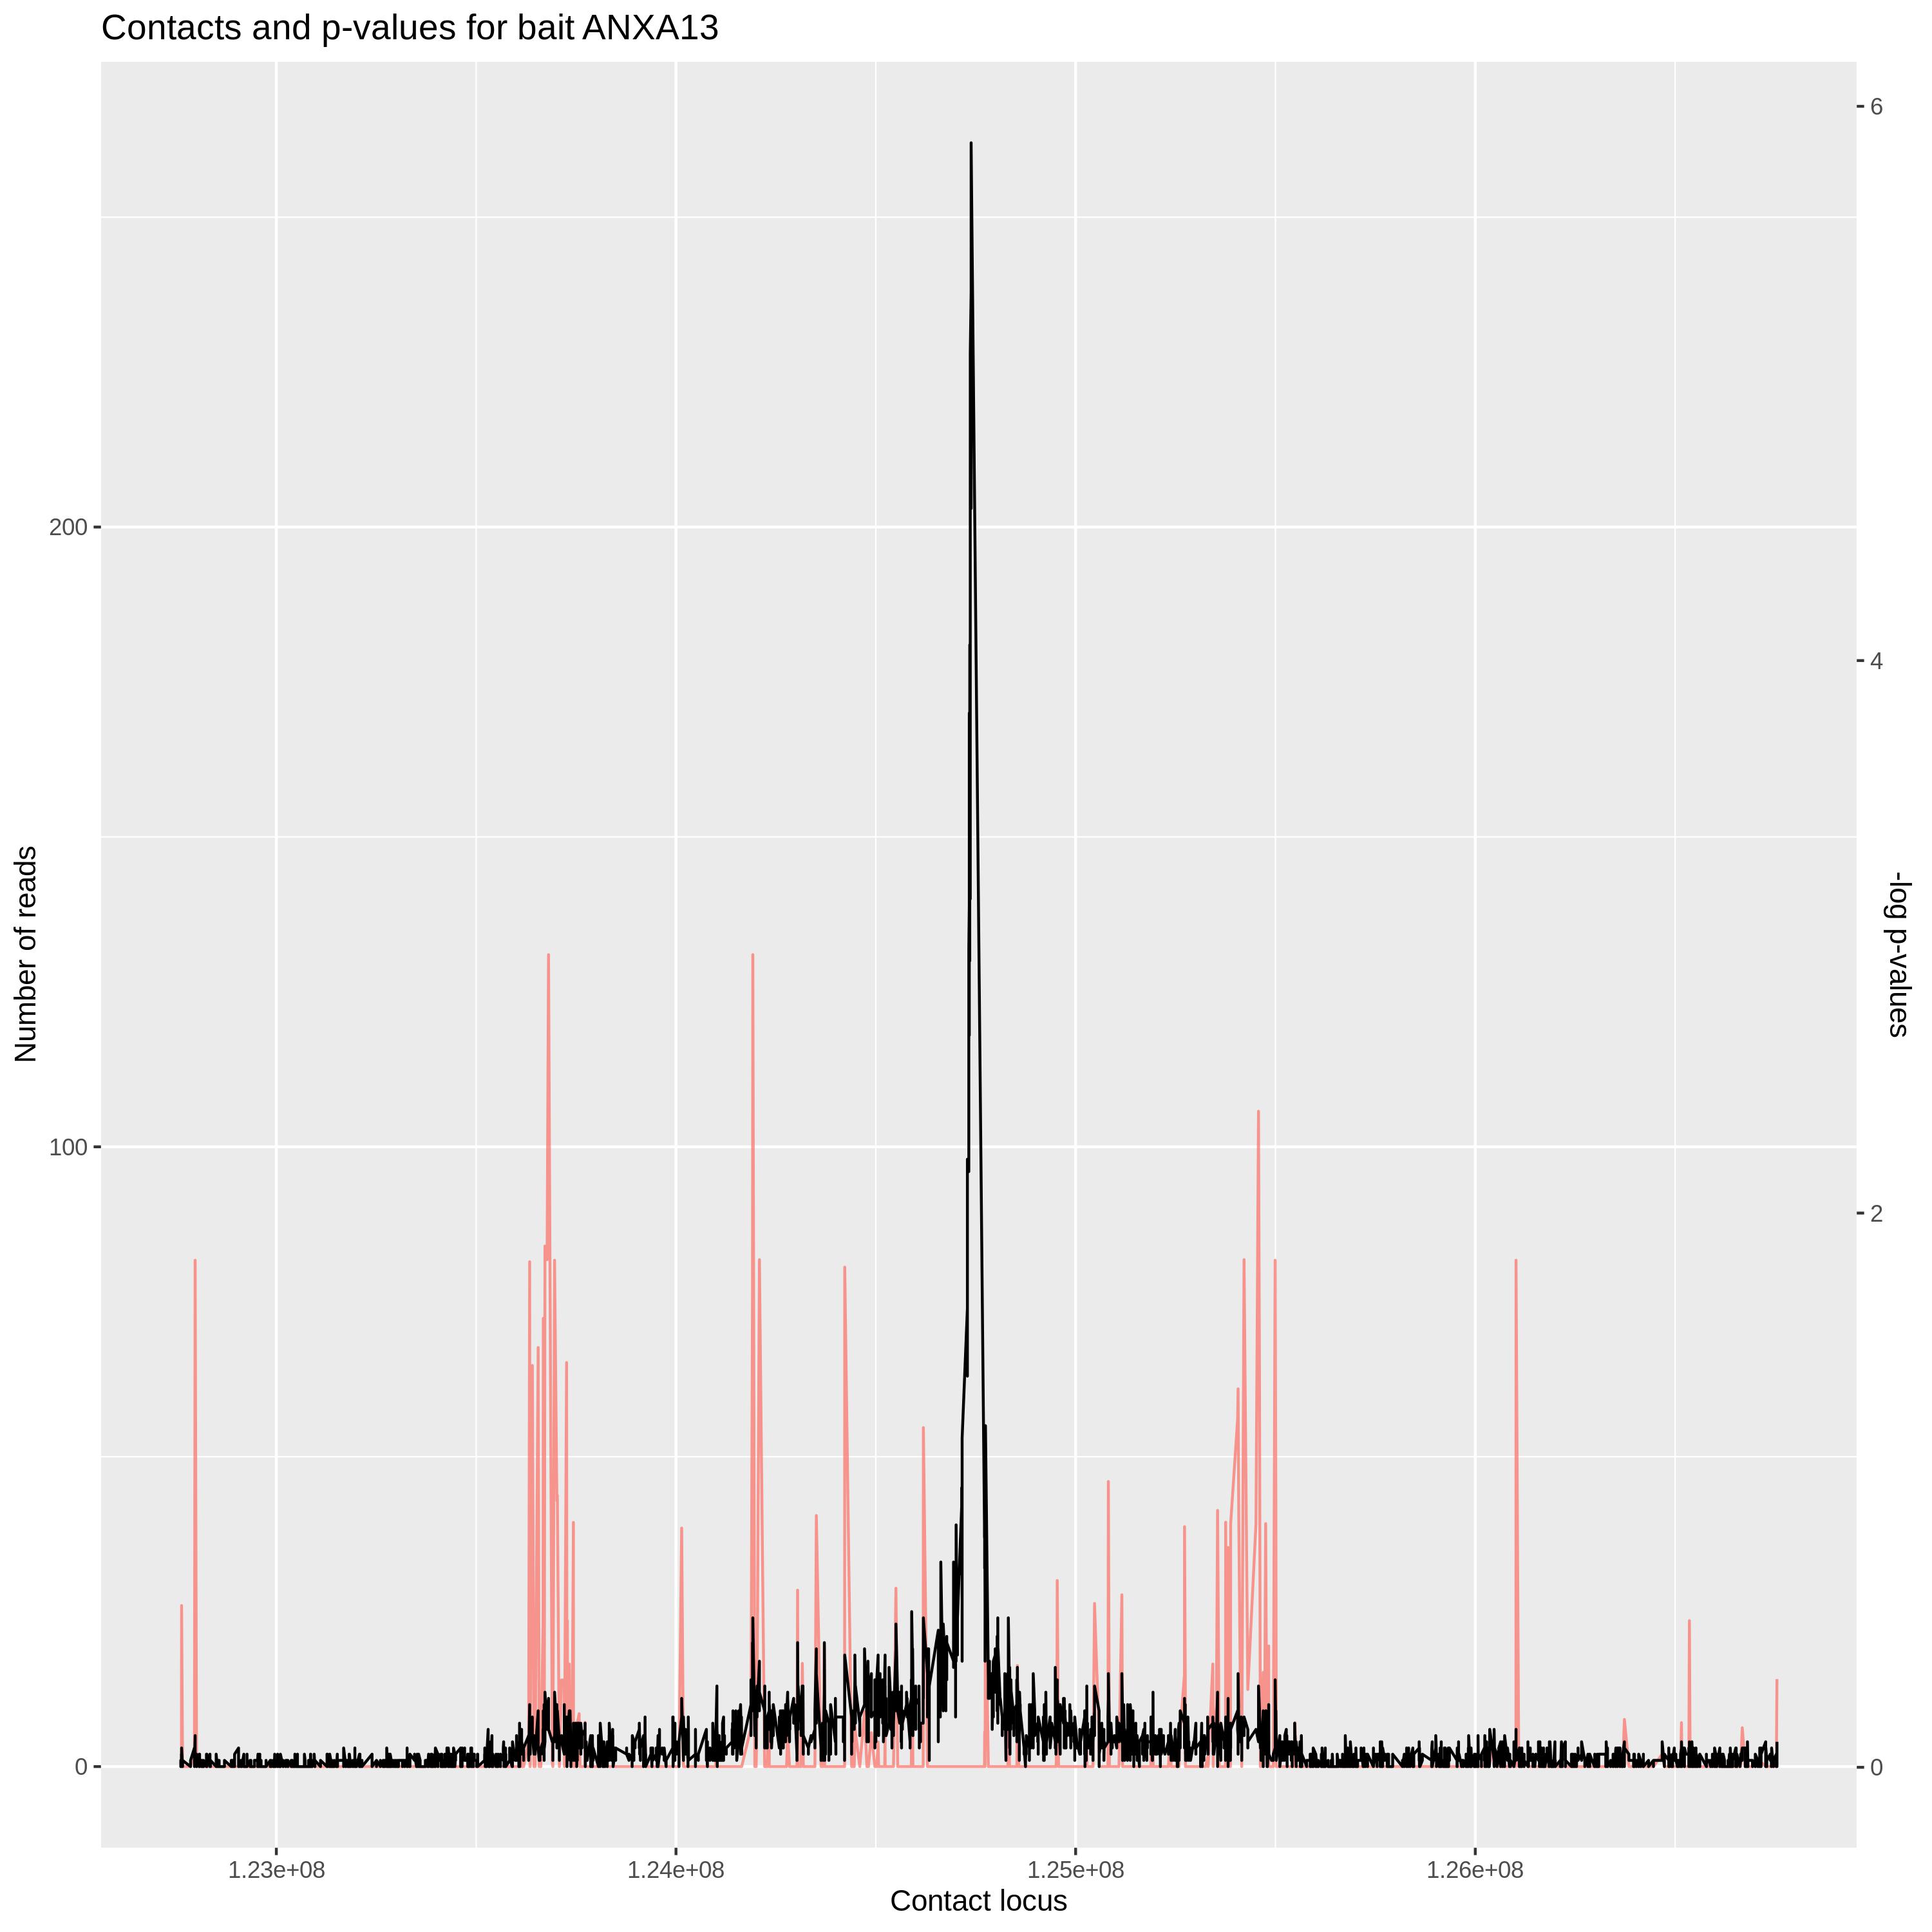 Contacts and p-values for bait ANXA13
Number of reads
200
100
0
6
4
2
0
-log p-values
1.23e+08
1.24e+08
1.25e+08
1.26e+08
Contact locus